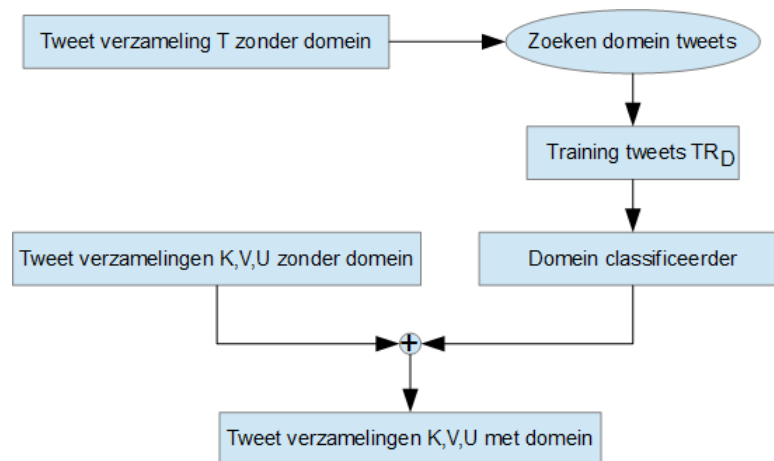 Tweet verzameling T zonder domein
Zoeken domein tweets
Training tweets TR_D
Tweet verzamelingen K,V,U zonder domein
Domein classificeerder
+
Tweet verzamelingen K,V,U met domein